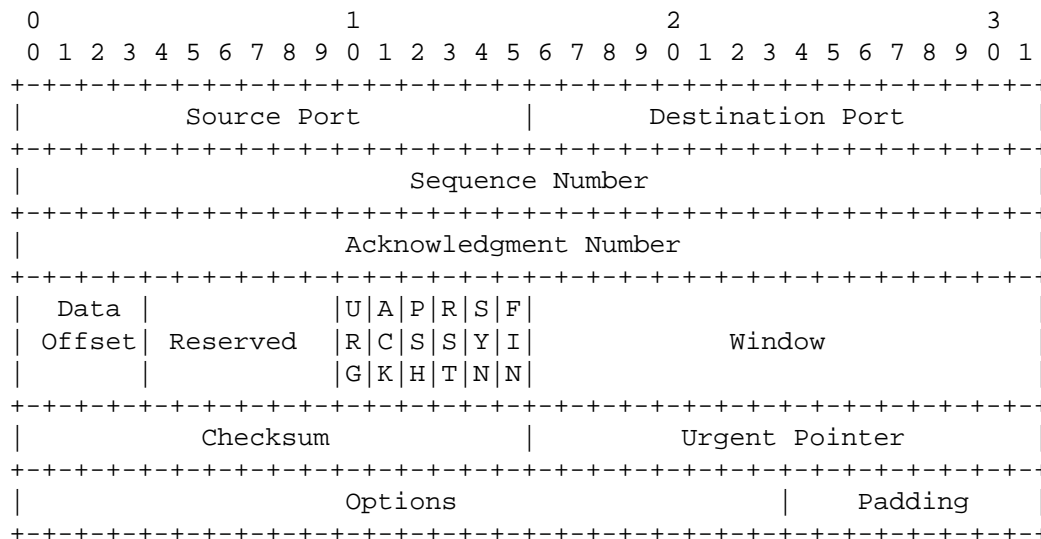 0                   1                   2                   3
 0 1 2 3 4 5 6 7 8 9 0 1 2 3 4 5 6 7 8 9 0 1 2 3 4 5 6 7 8 9 0 1
+-+-+-+-+-+-+-+-+-+-+-+-+-+-+-+-+-+-+-+-+-+-+-+-+-+-+-+-+-+-+-+-+
|          Source Port          |       Destination Port        |
+-+-+-+-+-+-+-+-+-+-+-+-+-+-+-+-+-+-+-+-+-+-+-+-+-+-+-+-+-+-+-+-+
|                        Sequence Number                        |
+-+-+-+-+-+-+-+-+-+-+-+-+-+-+-+-+-+-+-+-+-+-+-+-+-+-+-+-+-+-+-+-+
|                    Acknowledgment Number                      |
+-+-+-+-+-+-+-+-+-+-+-+-+-+-+-+-+-+-+-+-+-+-+-+-+-+-+-+-+-+-+-+-+
|  Data |           |U|A|P|R|S|F|                               |
| Offset| Reserved  |R|C|S|S|Y|I|            Window             |
|       |           |G|K|H|T|N|N|                               |
+-+-+-+-+-+-+-+-+-+-+-+-+-+-+-+-+-+-+-+-+-+-+-+-+-+-+-+-+-+-+-+-+
|           Checksum            |         Urgent Pointer        |
+-+-+-+-+-+-+-+-+-+-+-+-+-+-+-+-+-+-+-+-+-+-+-+-+-+-+-+-+-+-+-+-+
|                    Options                    |    Padding    |
+-+-+-+-+-+-+-+-+-+-+-+-+-+-+-+-+-+-+-+-+-+-+-+-+-+-+-+-+-+-+-+-+